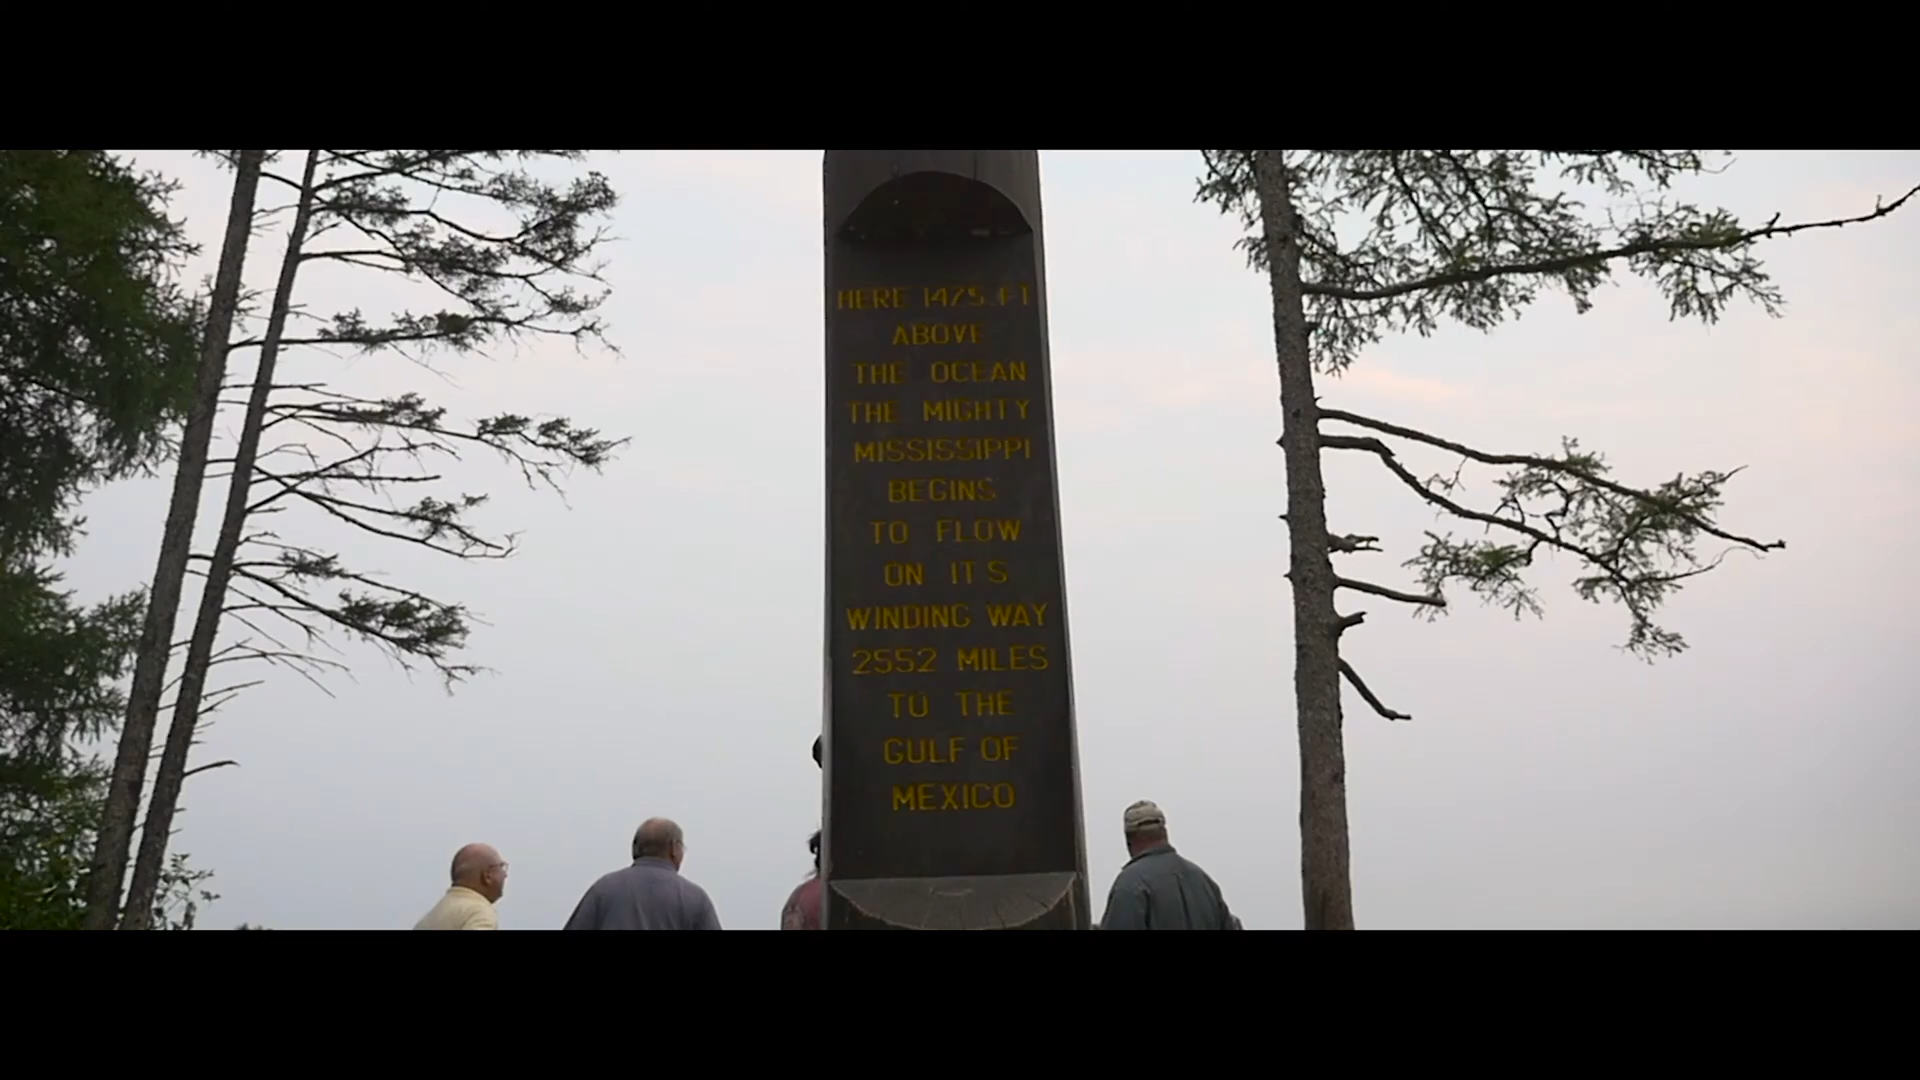 HERE 1475 FT
ABOVE
THE OCEAN
THE MIGHTY
MISSISSIPPI
BEGINS
TO FLOW
ON IT'S
WINDING WAY
2552 MILES
TO THE
GULF OF
MEXICO